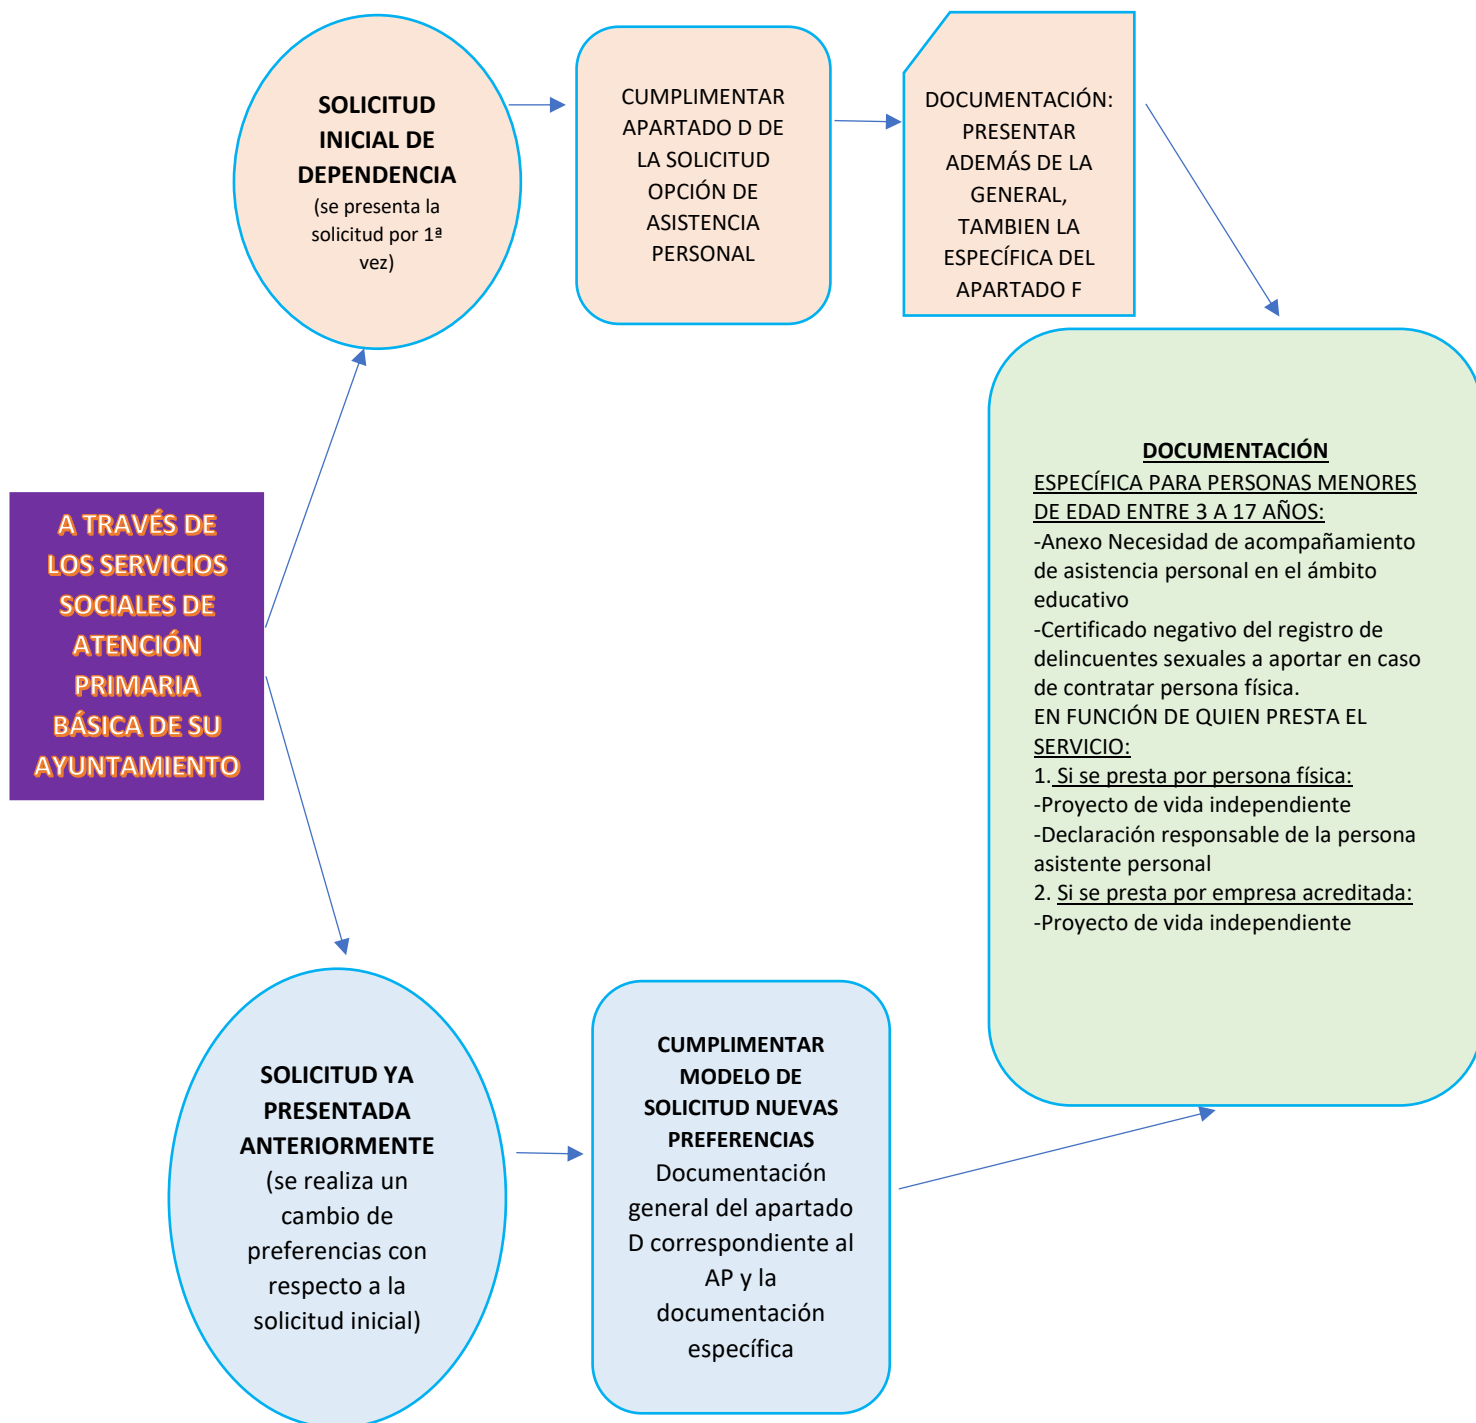 SOLICITUD
INICIAL DE
DEPENDENCIA
(se presenta la
solicitud por 1ª
vez)
CUMPLIMENTAR
APARTADO D DE
LA SOLICITUD
OPCIÓN DE
ASISTENCIA
PERSONAL
DOCUMENTACIÓN:
PRESENTAR
ADEMÁS DE LA
GENERAL,
TAMBIEN LA
ESPECÍFICA DEL
APARTADO F
A TRAVÉS DE
LOS SERVICIOS
SOCIALES DE
ATENCIÓN
PRIMARIA
BÁSICA DE SU
AYUNTAMIENTO
DOCUMENTACIÓN
ESPECÍFICA PARA PERSONAS MENORES
DE EDAD ENTRE 3 A 17 AÑOS:
-Anexo Necesidad de acompañamiento
de asistencia personal en el ámbito
educativo
-Certificado negativo del registro de
delincuentes sexuales a aportar en caso
de contratar persona física.
EN FUNCIÓN DE QUIEN PRESTA EL
SERVICIO:
1. Si se presta por persona física:
-Proyecto de vida independiente
-Declaración responsable de la persona
asistente personal
2. Si se presta por empresa acreditada:
-Proyecto de vida independiente
SOLICITUD YA
PRESENTADA
ANTERIORMENTE
(se realiza un
cambio de
preferencias con
respecto a la
solicitud inicial)
CUMPLIMENTAR
MODELO DE
SOLICITUD NUEVAS
PREFERENCIAS
Documentación
general del apartado
D correspondiente al
AP y la
documentación
específica